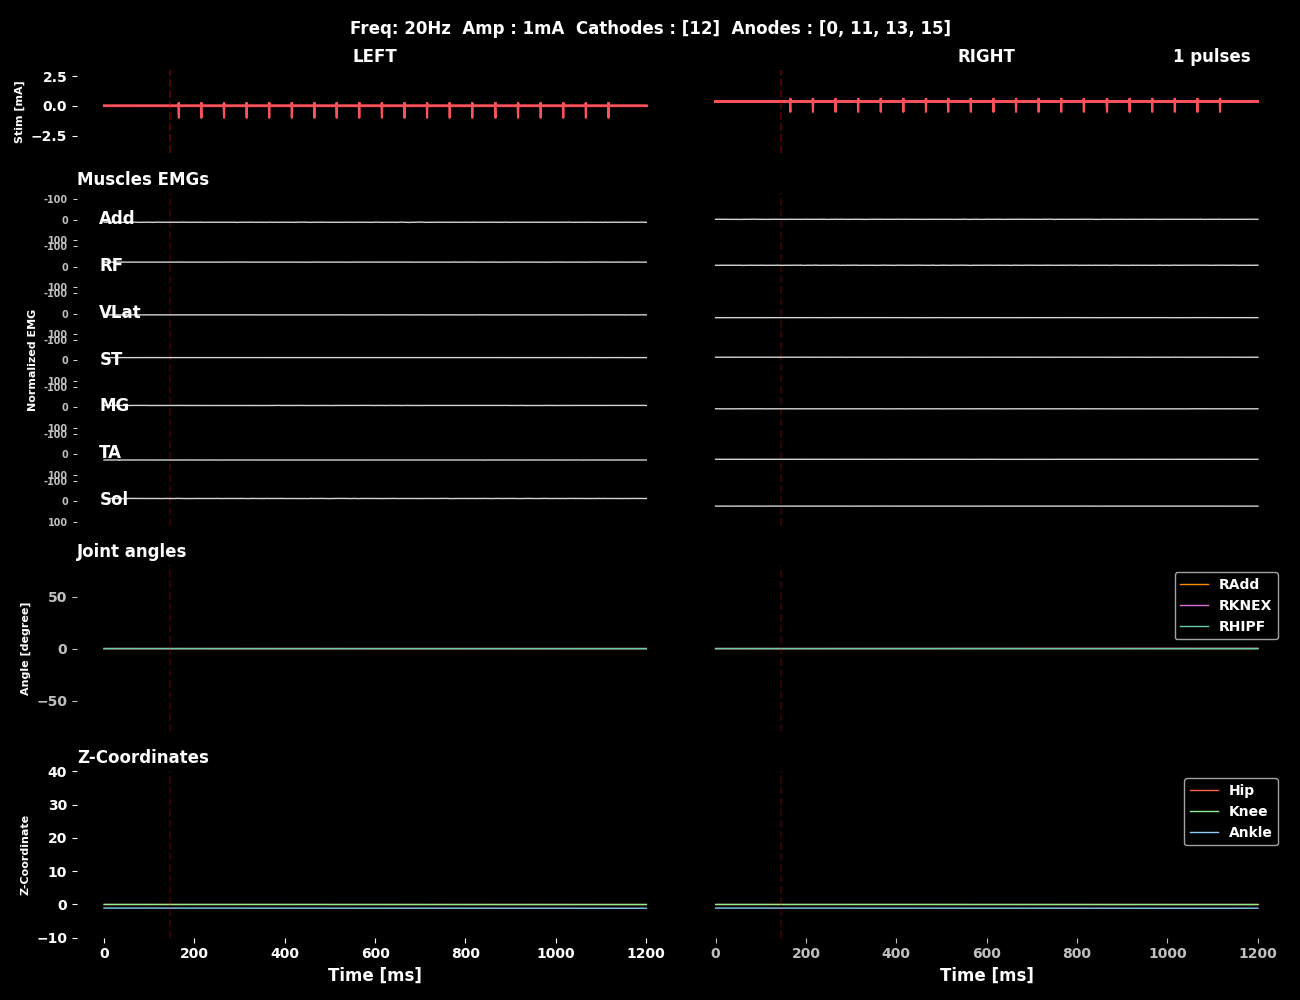 Freq: 20Hz  Amp : 1mA  Cathodes : [12]  Anodes : [0, 11, 13, 15]
LEFT
RIGHT
1 pulses
Stim [mA]
2.5
0.0
−2.5
Muscles EMGs
Normalized EMG
-100
0
100
Add
-100
0
100
RF
-100
0
100
VLat
-100
0
100
ST
-100
0
100
MG
-100
0
100
TA
-100
0
100
Sol
Joint angles
Angle [degree]
50
0
−50
RAdd
RKNEX
RHIPF
Z-Coordinates
Z-Coordinate
40
30
20
10
0
−10
Hip
Knee
Ankle
0 200 400 600 800 1000 1200
0 200 400 600 800 1000 1200
Time [ms]
Time [ms]